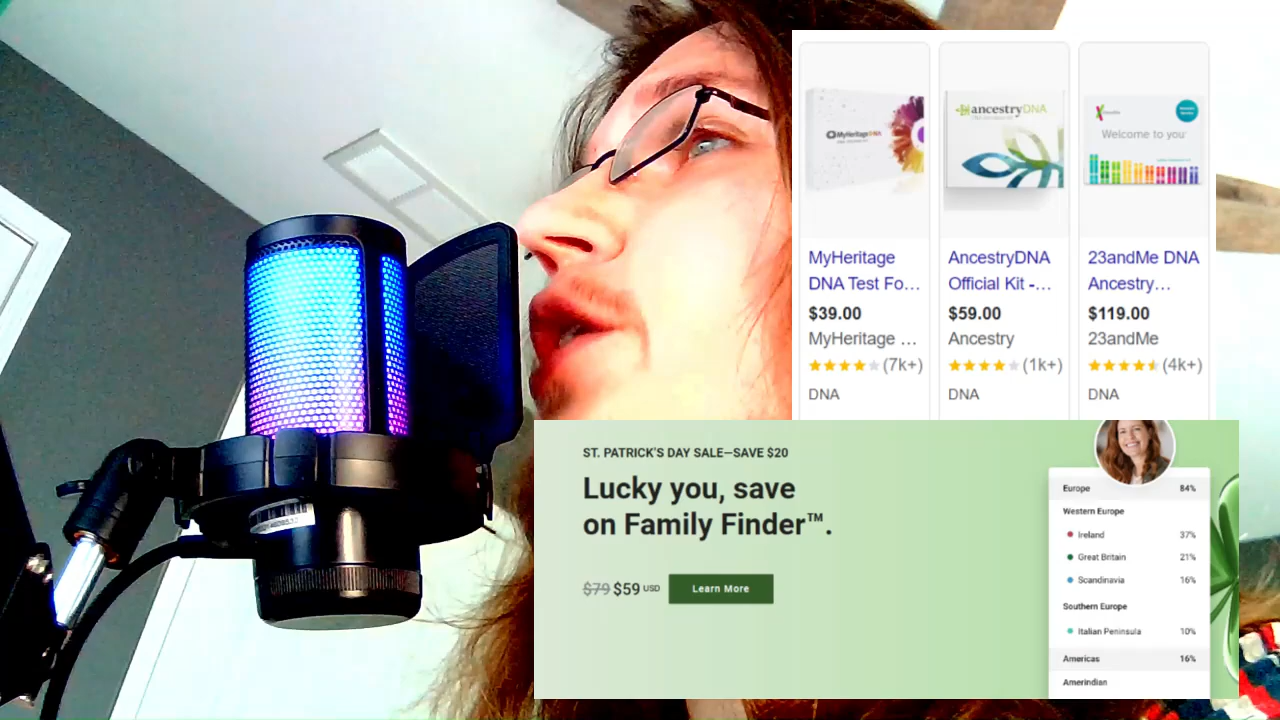 MyHeritageDNA
ancestryDNA
Welcome to you
MyHeritage
DNA Test Fo...
$39.00
MyHeritage ...
(7k+)
DNA
AncestryDNA
Official Kit -...
$59.00
Ancestry
(1k+)
DNA
23andMe DNA
Ancestry...
$119.00
23andMe
(4k+)
DNA
ST. PATRICK'S DAY SALE—SAVE $20
Lucky you, save
on Family Finder™.
$79 $59 USD
Learn More
Europe 84%
Western Europe
Ireland 37%
Great Britain 21%
Scandinavia 16%
Southern Europe
Italian Peninsula 10%
Americas 16%
Amerindian